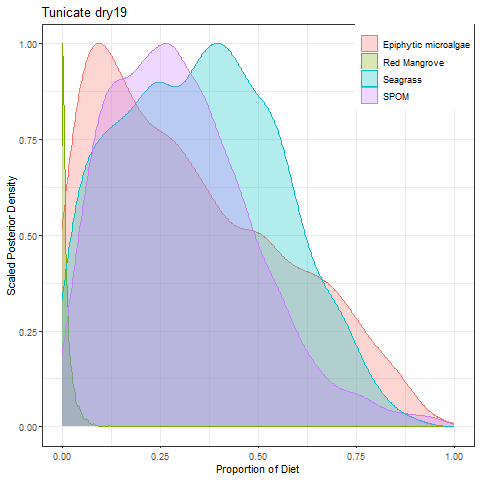 Tunicate dry19
Epiphytic microalgae
Red Mangrove
Seagrass
SPOM
1.00
0.75
0.50
0.25
0.00
Scaled Posterior Density
0.00 0.25 0.50 0.75 1.00
Proportion of Diet